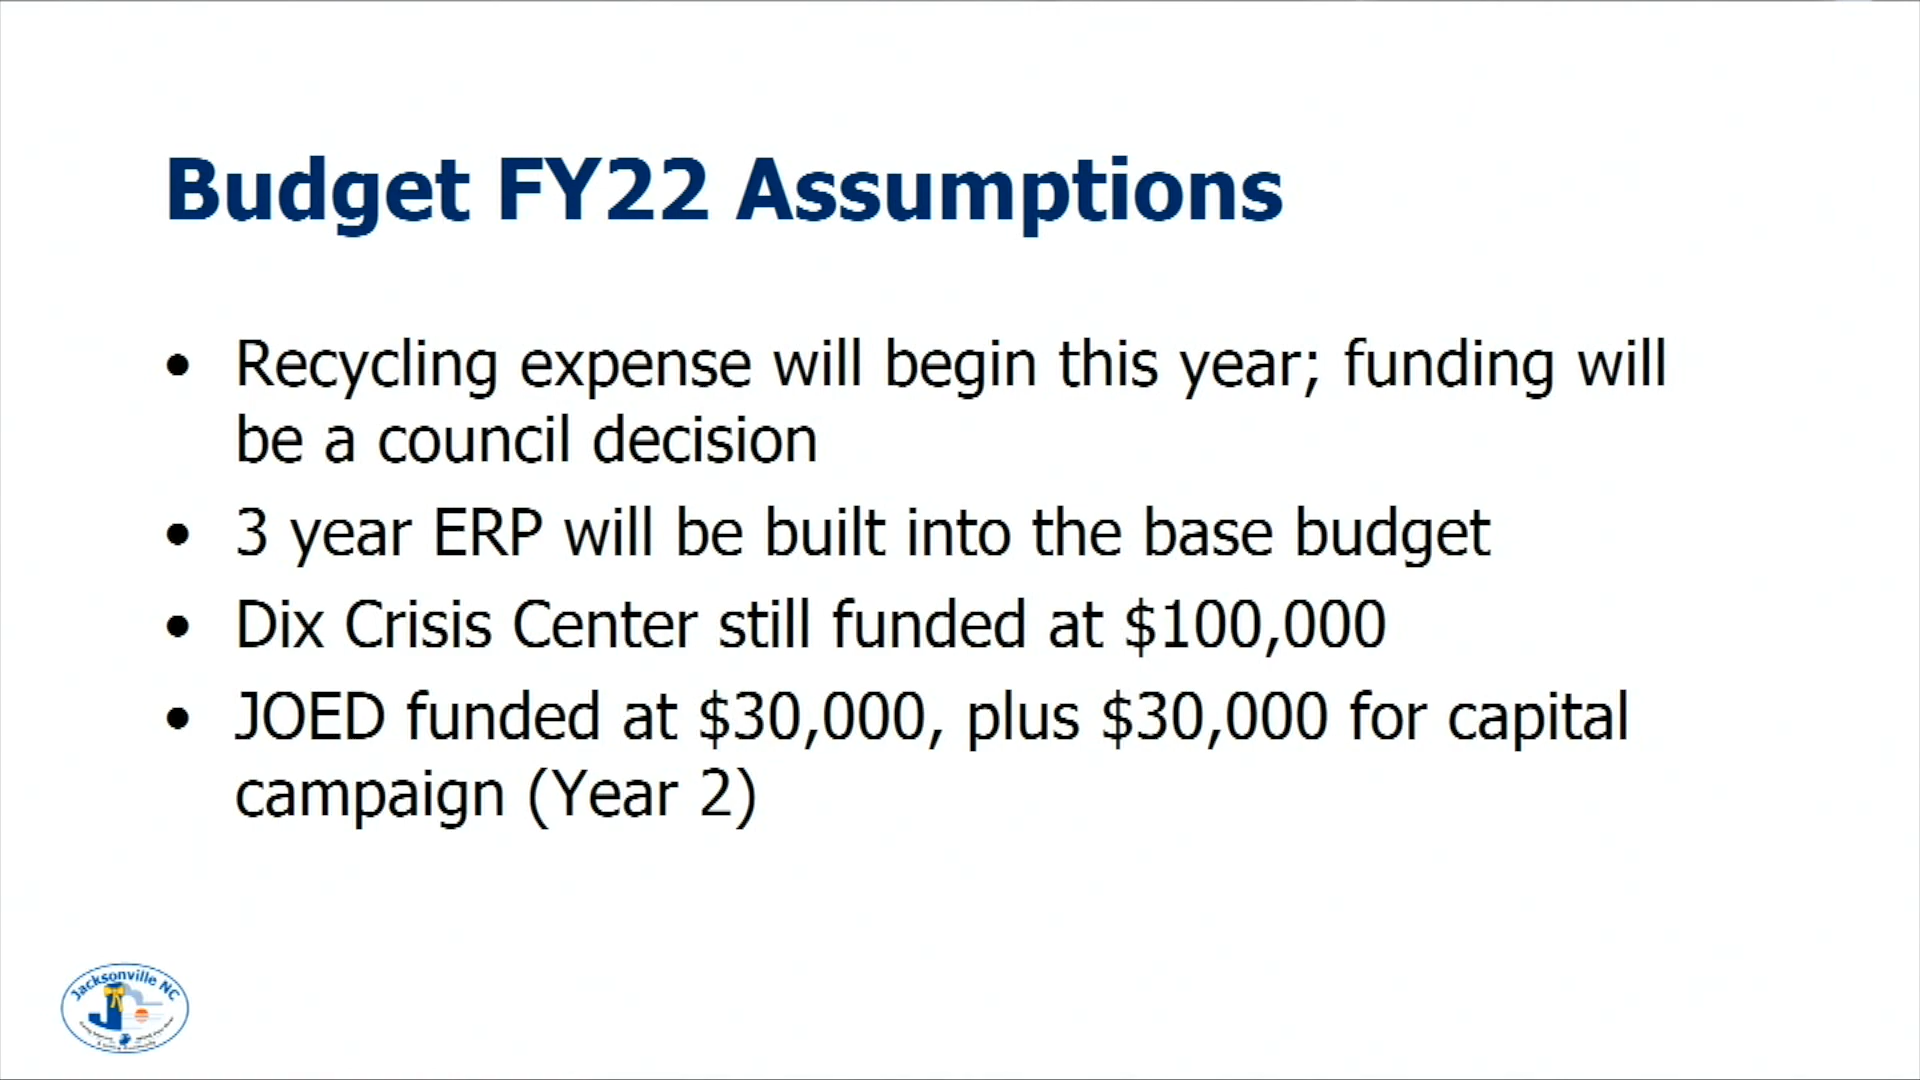 Budget FY22 Assumptions
• Recycling expense will begin this year; funding will
be a council decision
• 3 year ERP will be built into the base budget
• Dix Crisis Center still funded at $100,000
• JOED funded at $30,000, plus $30,000 for capital
campaign (Year 2)
Jacksonville NC